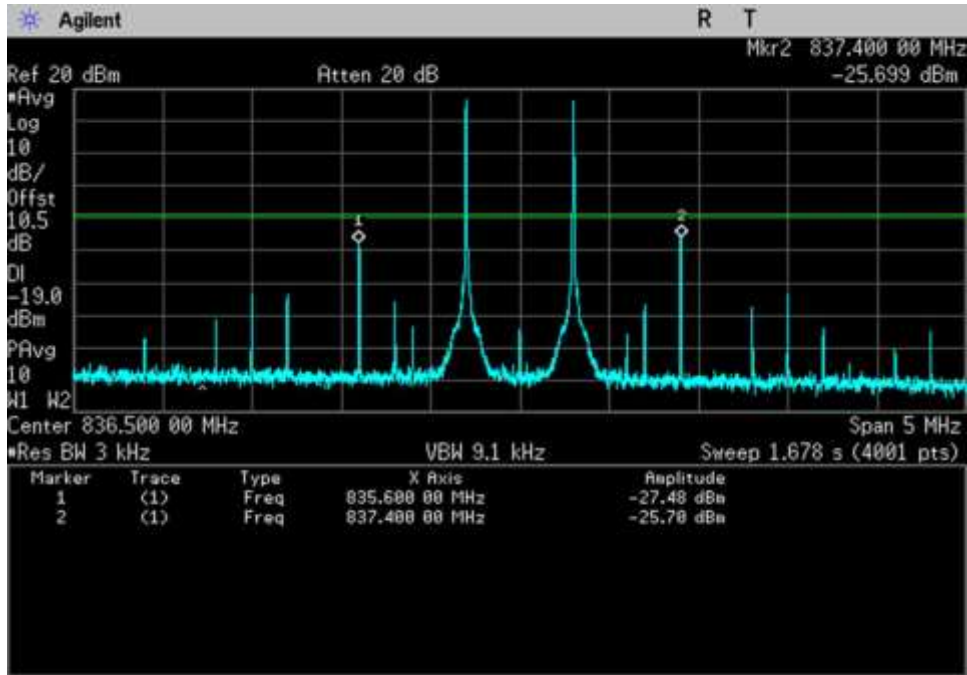 Agilent R T
Mkr2 837.400 00 MHz
Ref 20 dBm Atten 20 dB -25.699 dBm
*Avg
Log
10
dB/
Offst
10.5
dB
DI
-19.0
dBm
PAvg
10
W1 W2
1
2
Center 836.500 00 MHz Span 5 MHz
*Res BW 3 kHz VBW 9.1 kHz Sweep 1.678 s (4001 pts)
Marker Trace Type X Axis Amplitude
1 (1) Freq 835.600 00 MHz -27.48 dBm
2 (1) Freq 837.400 00 MHz -25.70 dBm